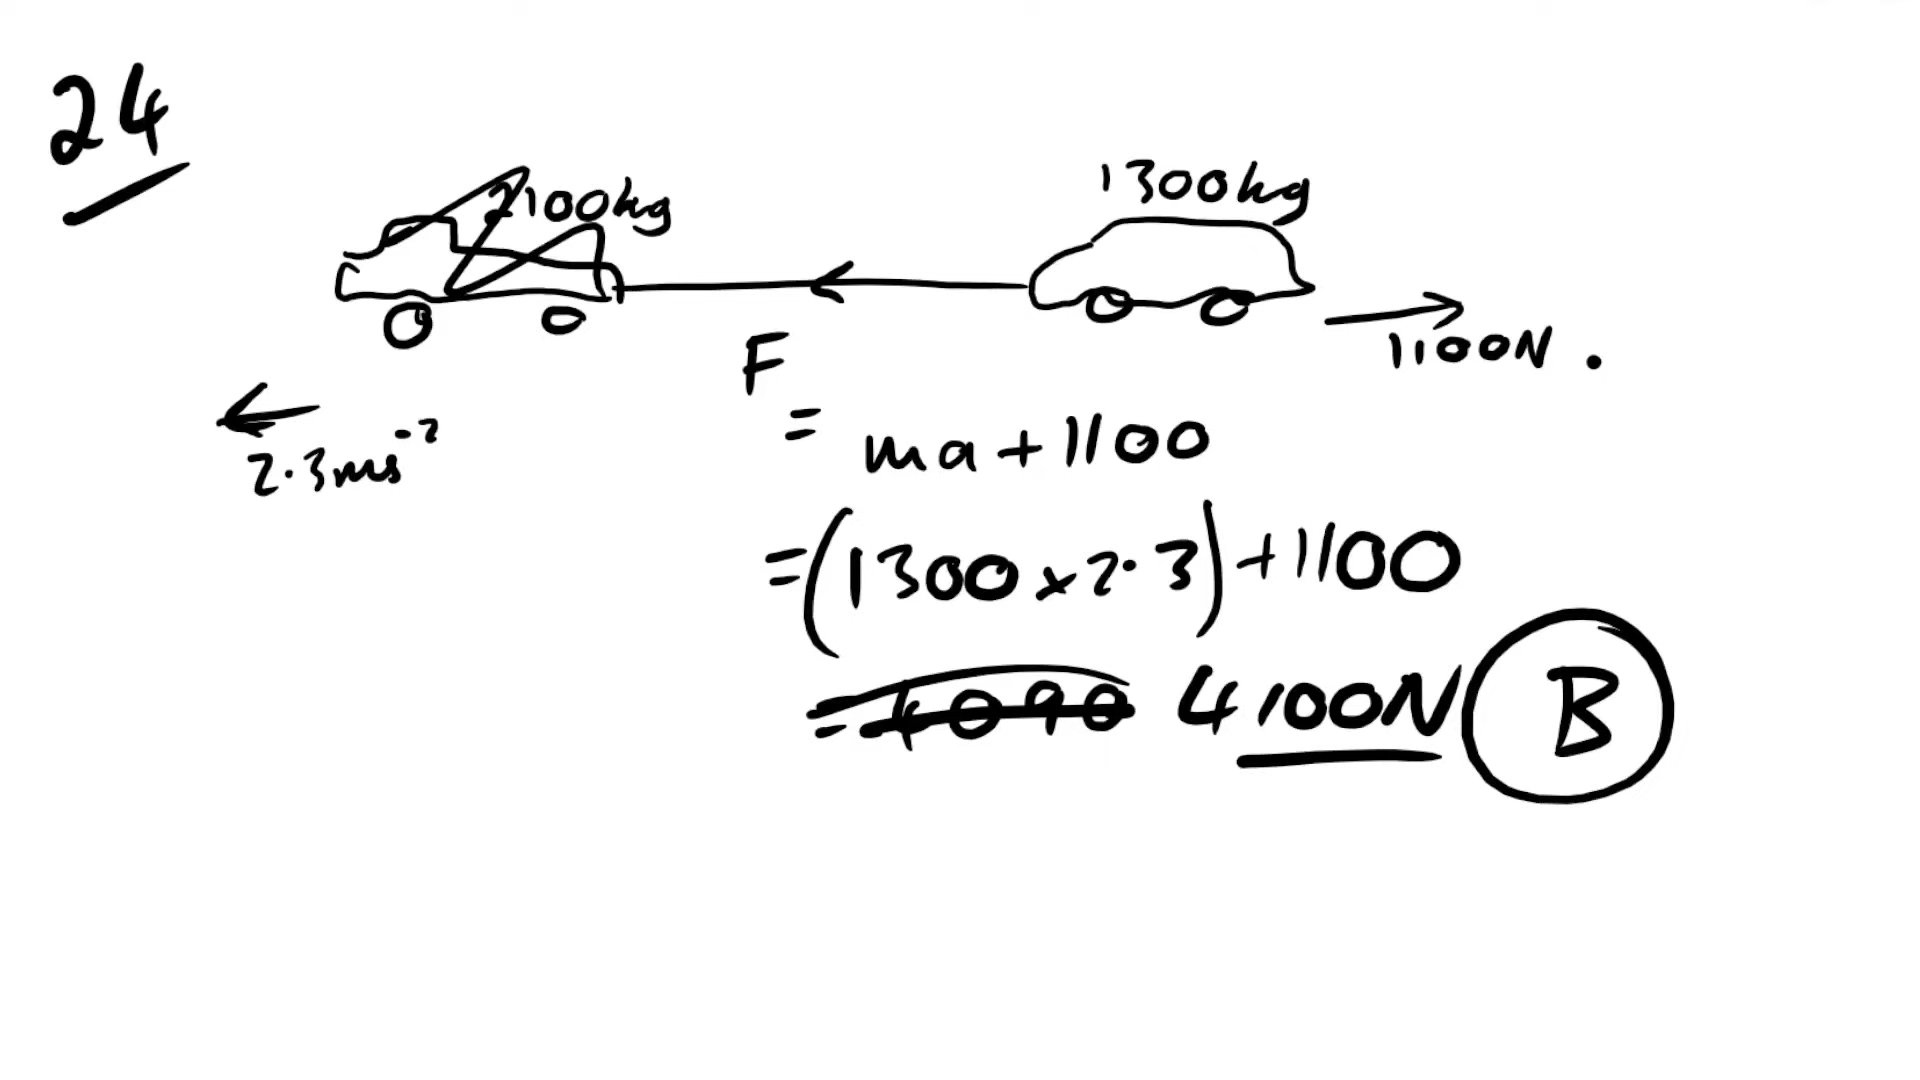 24
2100kg
1300kg
1100N .
F
2.3ms⁻²
= ma + 1100
= (1300 x 2.3) + 1100
= 4090 4100N B